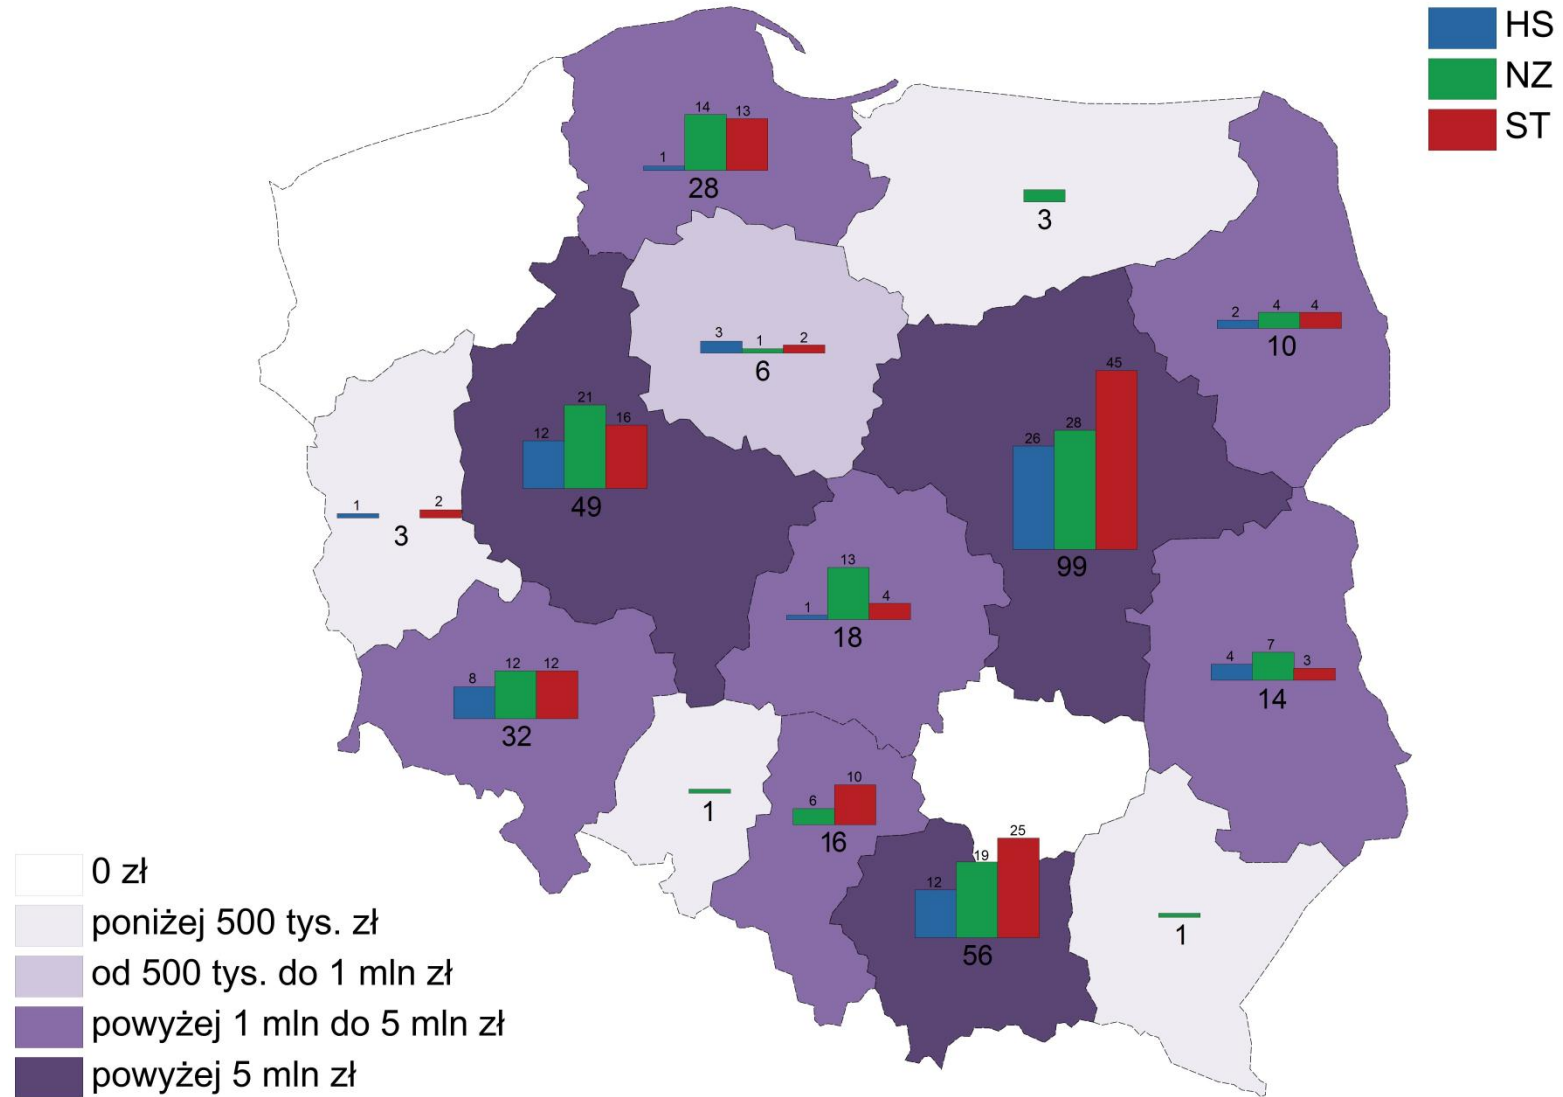 HS
NZ
ST
1 14 13
28
3
2 4 4
10
3 1 2
6
12 21 16
49
26 28 45
99
1 2
3
1 13 4
18
8 12 12
32
4 7 3
14
1
6 10
16
12 19 25
56
1
0 zł
poniżej 500 tys. zł
od 500 tys. do 1 mln zł
powyżej 1 mln do 5 mln zł
powyżej 5 mln zł